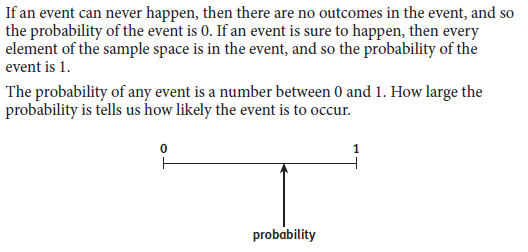 If an event can never happen, then there are no outcomes in the event, and so
the probability of the event is 0. If an event is sure to happen, then every
element of the sample space is in the event, and so the probability of the
event is 1.
The probability of any event is a number between 0 and 1. How large the
probability is tells us how likely the event is to occur.
0 1
probability